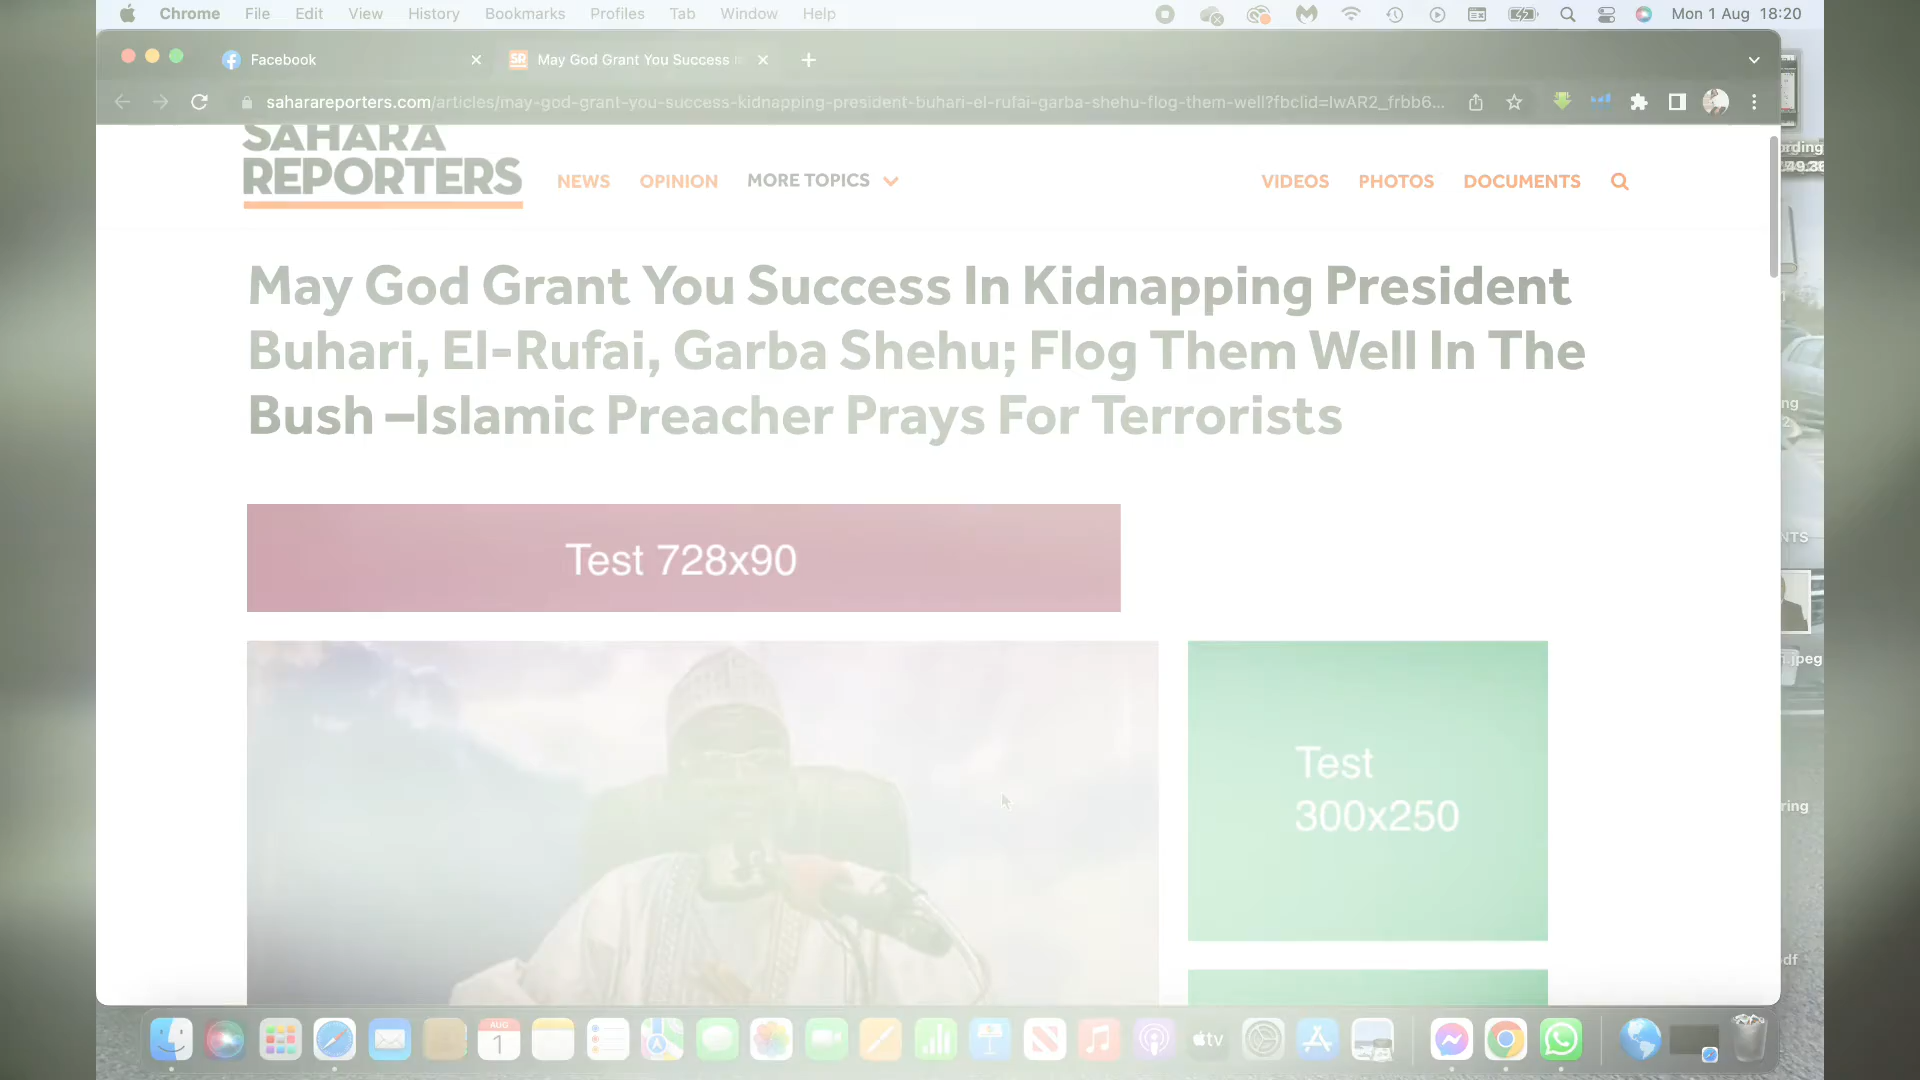 Chrome File Edit View History Bookmarks Profiles Tab Window Help
Mon 1 Aug 18:20
Facebook
May God Grant You Success
saharareporters.com/articles/may-god-grant-you-success-kidnapping-president-buhari-el-rufai-garba-shehu-flog-them-well?fbclid=IwAR2_frbb6...
SAHARA
REPORTERS
NEWS OPINION MORE TOPICS
VIDEOS PHOTOS DOCUMENTS
May God Grant You Success In Kidnapping President
Buhari, El-Rufai, Garba Shehu; Flog Them Well In The
Bush –Islamic Preacher Prays For Terrorists
Test 728x90
Test
300x250
AUG
1
tv